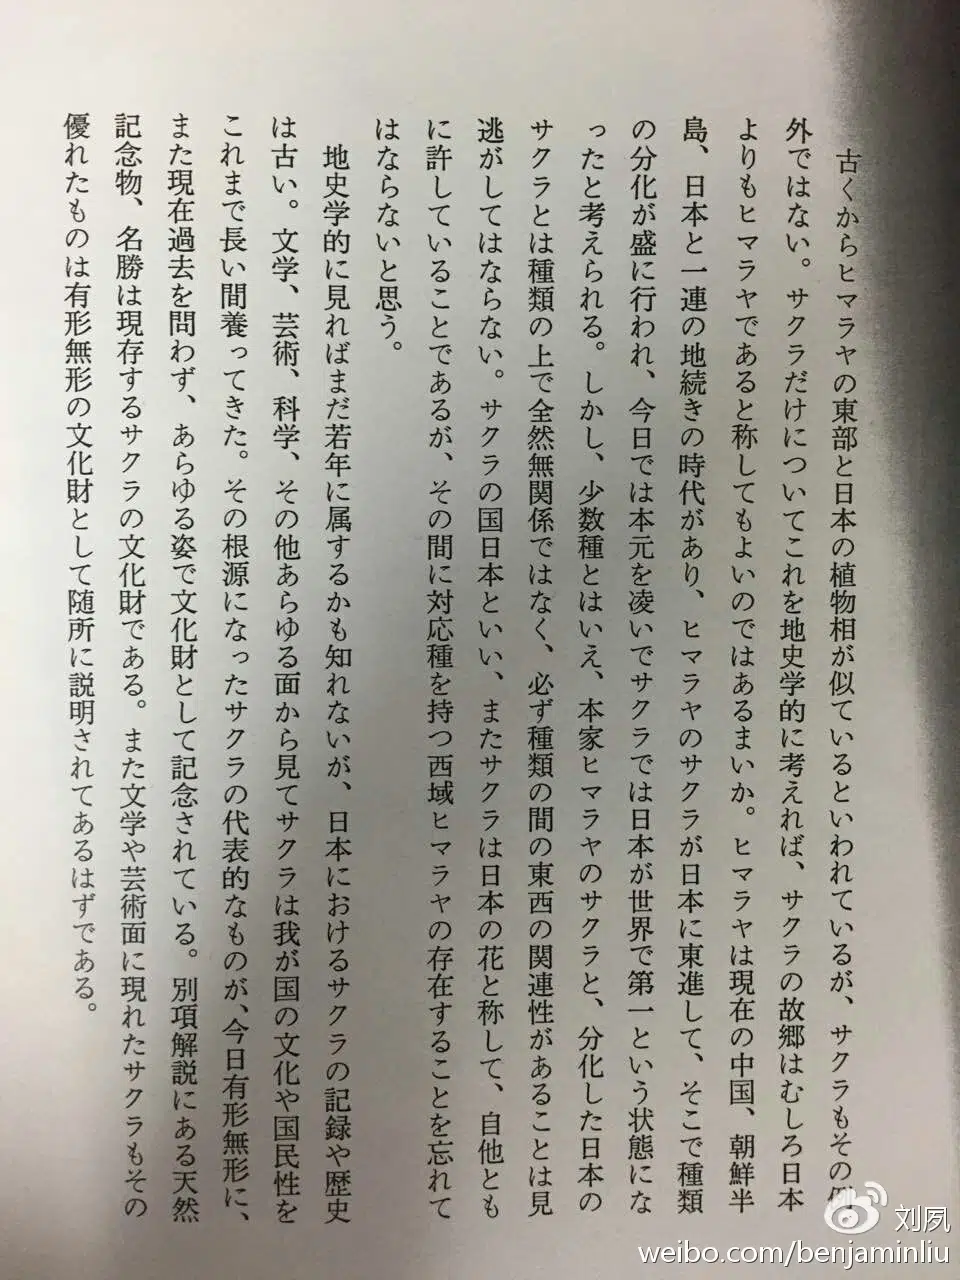 古くからヒマラヤの東部と日本の植物相が似ているといわれているが、サクラもその例
外ではない。サクラだけについてこれを地史学的に考えれば、サクラの故郷はむしろ日本
よりもヒマラヤであると称してもよいのではあるまいか。ヒマラヤは現在の中国、朝鮮半
島、日本と一連の地続きの時代があり、ヒマラヤのサクラが日本に東進して、そこで種類
の分化が盛に行われ、今日では本元を凌いでサクラでは日本が世界で第一という状態にな
ったと考えられる。しかし、少数種とはいえ、本家ヒマラヤのサクラと、分化した日本の
サクラとは種類の上で全然無関係ではなく、必ず種類の間の東西の関連性があることは見
逃がしてはならない。サクラの国日本といい、またサクラは日本の花と称して、自他とも
に許していることであるが、その間に対応種を持つ西域ヒマラヤの存在することを忘れて
はならないと思う。
地史学的に見ればまだ若年に属するかも知れないが、日本におけるサクラの記録や歴史
は古い。文学、芸術、科学、その他あらゆる面から見てサクラは我が国の文化や国民性を
これまで長い間養ってきた。その根源になったサクラの代表的なものが、今日有形無形に、
また現在過去を問わず、あらゆる姿で文化財として記念されている。別項解説にある天然
記念物、名勝は現存するサクラの文化財である。また文学や芸術面に現れたサクラもその
優れたものは有形無形の文化財として随所に説明されてあるはずである。
刘夙
weibo.com/benjaminliu